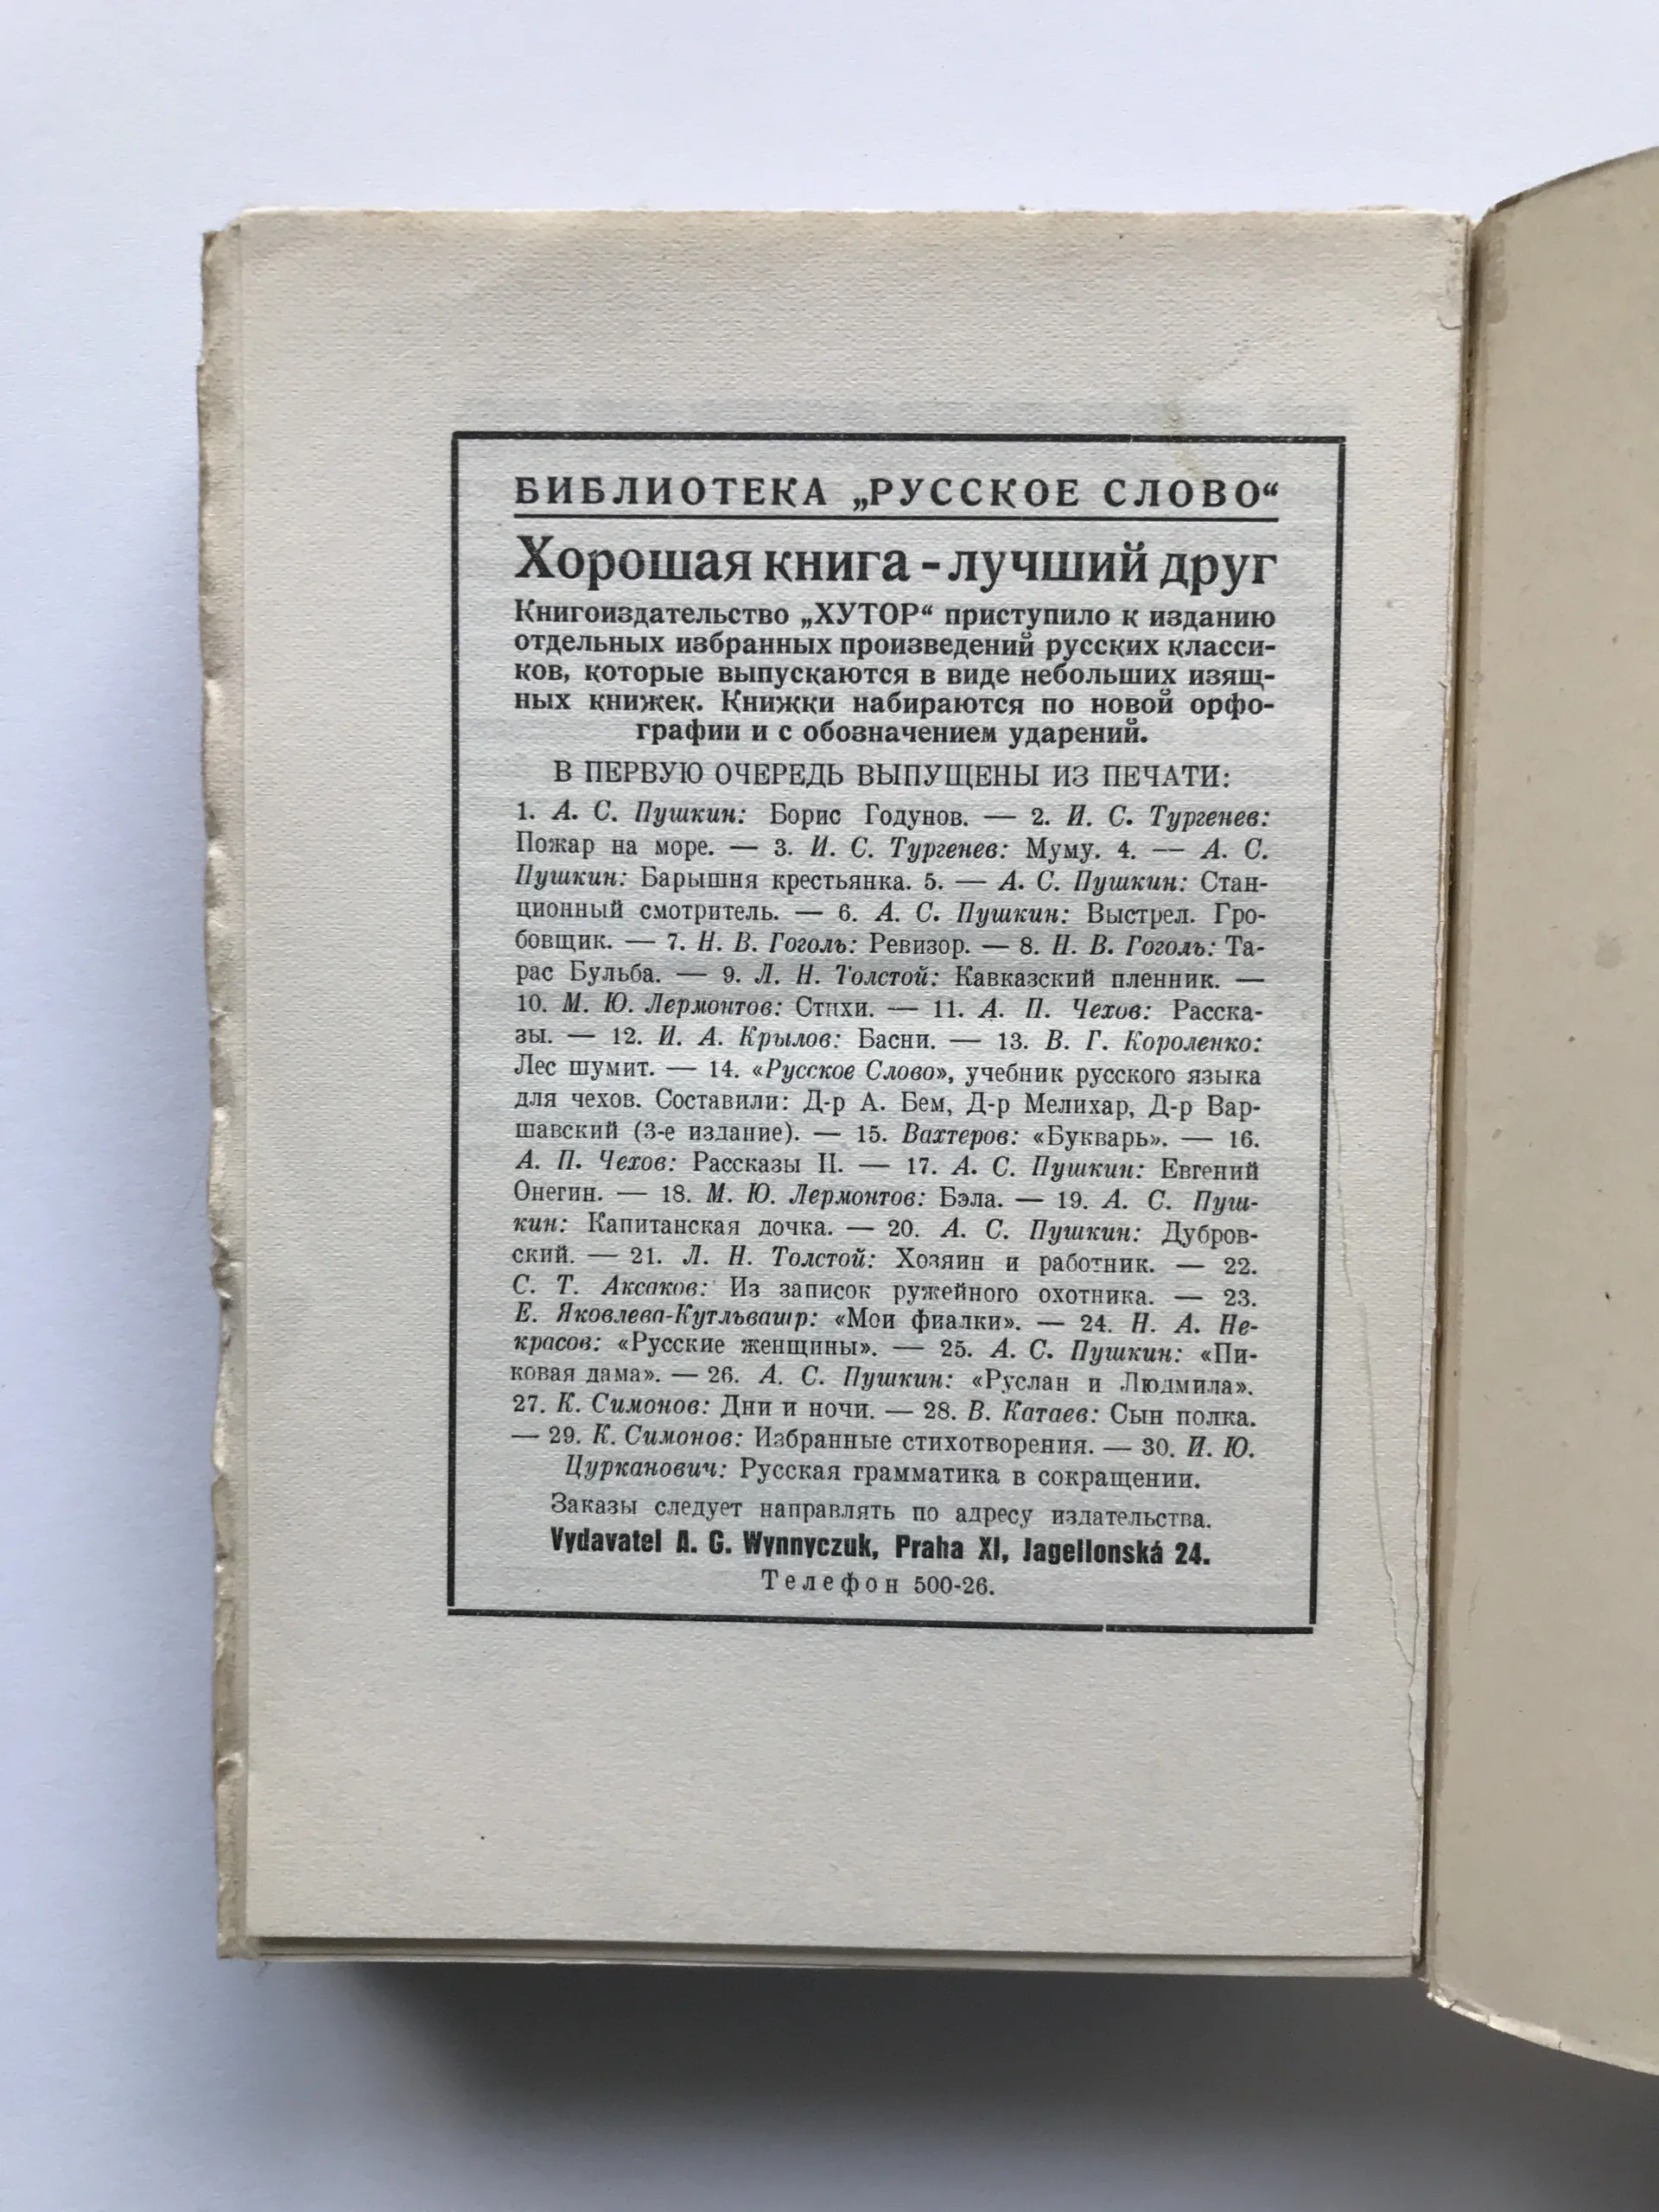 БИБЛИОТЕКА „РУССКОЕ СЛОВО“
Хорошая книга - лучший друг
Книгоиздательство „ХУТОР“ приступило к изданию
отдельных избранных произведений русских класси-
ков, которые выпускаются в виде небольших изящ-
ных книжек. Книжки набираются по новой орфо-
графии и с обозначением ударений.
В ПЕРВУЮ ОЧЕРЕДЬ ВЫПУЩЕНЫ ИЗ ПЕЧАТИ:
1. А. С. Пушкин: Борис Годунов. — 2. И. С. Тургенев:
Пожар на море. — 3. И. С. Тургенев: Муму. 4. — А. С.
Пушкин: Барышня крестьянка. 5. — А. С. Пушкин: Стан-
ционный смотритель. — 6. А. С. Пушкин: Выстрел. Гро-
бовщик. — 7. Н. В. Гоголь: Ревизор. — 8. Н. В. Гоголь: Та-
рас Бульба. — 9. Л. Н. Толстой: Кавказский пленник. —
10. М. Ю. Лермонтов: Стихи. — 11. А. П. Чехов: Расска-
зы. — 12. И. А. Крылов: Басни. — 13. В. Г. Короленко:
Лес шумит. — 14. «Русское Слово», учебник русского языка
для чехов. Составили: Д-р А. Бем, Д-р Мелихар, Д-р Вар-
шавский (3-е издание). — 15. Вахтеров: «Букварь». — 16.
А. П. Чехов: Рассказы II. — 17. А. С. Пушкин: Евгений
Онегин. — 18. М. Ю. Лермонтов: Бэла. — 19. А. С. Пуш-
кин: Капитанская дочка. — 20. А. С. Пушкин: Дубров-
ский. — 21. Л. Н. Толстой: Хозяин и работник. — 22.
С. Т. Аксаков: Из записок ружейного охотника. — 23.
Е. Яковлева-Кутльвашр: «Мои фиалки». — 24. Н. А. Не-
красов: «Русские женщины». — 25. А. С. Пушкин: «Пи-
ковая дама». — 26. А. С. Пушкин: «Руслан и Людмила».
27. К. Симонов: Дни и ночи. — 28. В. Катаев: Сын полка.
— 29. К. Симонов: Избранные стихотворения. — 30. И. Ю.
Цурканович: Русская грамматика в сокращении.
Заказы следует направлять по адресу издательства.
Vydavatel A. G. Wynnyczuk, Praha XI, Jagellonská 24.
Телефон 500-26.